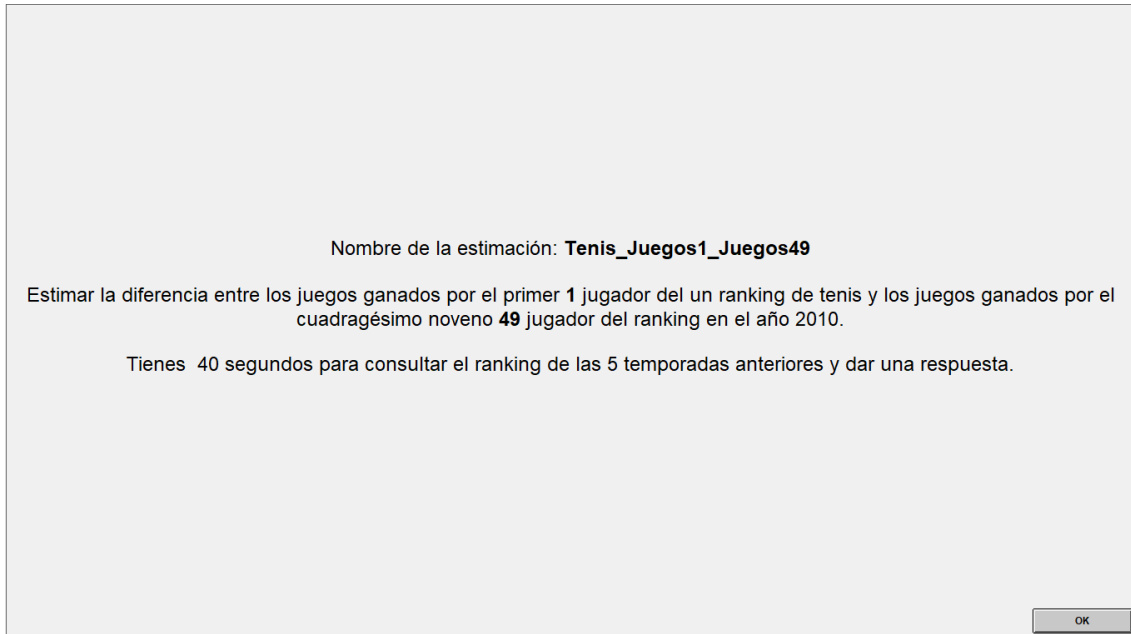 Nombre de la estimación: Tenis_Juegos1_Juegos49
Estimar la diferencia entre los juegos ganados por el primer 1 jugador del un ranking de tenis y los juegos ganados por el
cuadragésimo noveno 49 jugador del ranking en el año 2010.
Tienes  40 segundos para consultar el ranking de las 5 temporadas anteriores y dar una respuesta.
OK